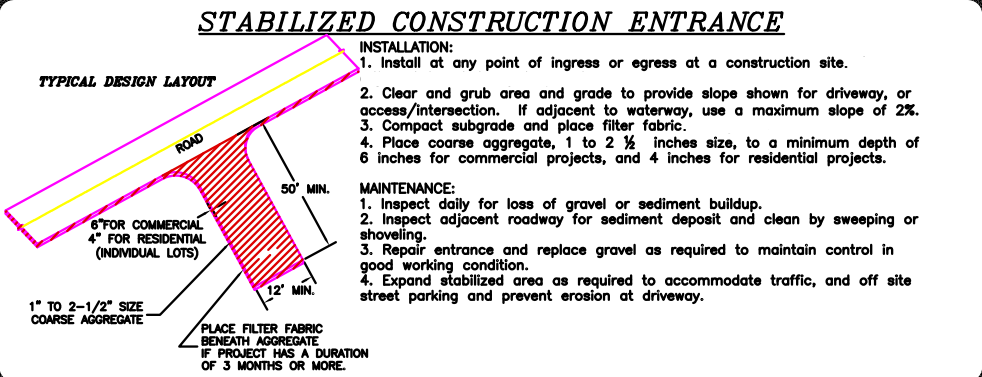 STABILIZED CONSTRUCTION ENTRANCE
TYPICAL DESIGN LAYOUT
ROAD
50' MIN.
6"FOR COMMERCIAL
4" FOR RESIDENTIAL
(INDIVIDUAL LOTS)
12' MIN.
1" TO 2-1/2" SIZE
COARSE AGGREGATE
PLACE FILTER FABRIC
BENEATH AGGREGATE
IF PROJECT HAS A DURATION
OF 3 MONTHS OR MORE.
INSTALLATION:
1. Install at any point of ingress or egress at a construction site.
2. Clear and grub area and grade to provide slope shown for driveway, or
access/intersection. If adjacent to waterway, use a maximum slope of 2%.
3. Compact subgrade and place filter fabric.
4. Place coarse aggregate, 1 to 2 ½ inches size, to a minimum depth of
6 inches for commercial projects, and 4 inches for residential projects.
MAINTENANCE:
1. Inspect daily for loss of gravel or sediment buildup.
2. Inspect adjacent roadway for sediment deposit and clean by sweeping or
shoveling.
3. Repair entrance and replace gravel as required to maintain control in
good working condition.
4. Expand stabilized area as required to accommodate traffic, and off site
street parking and prevent erosion at driveway.